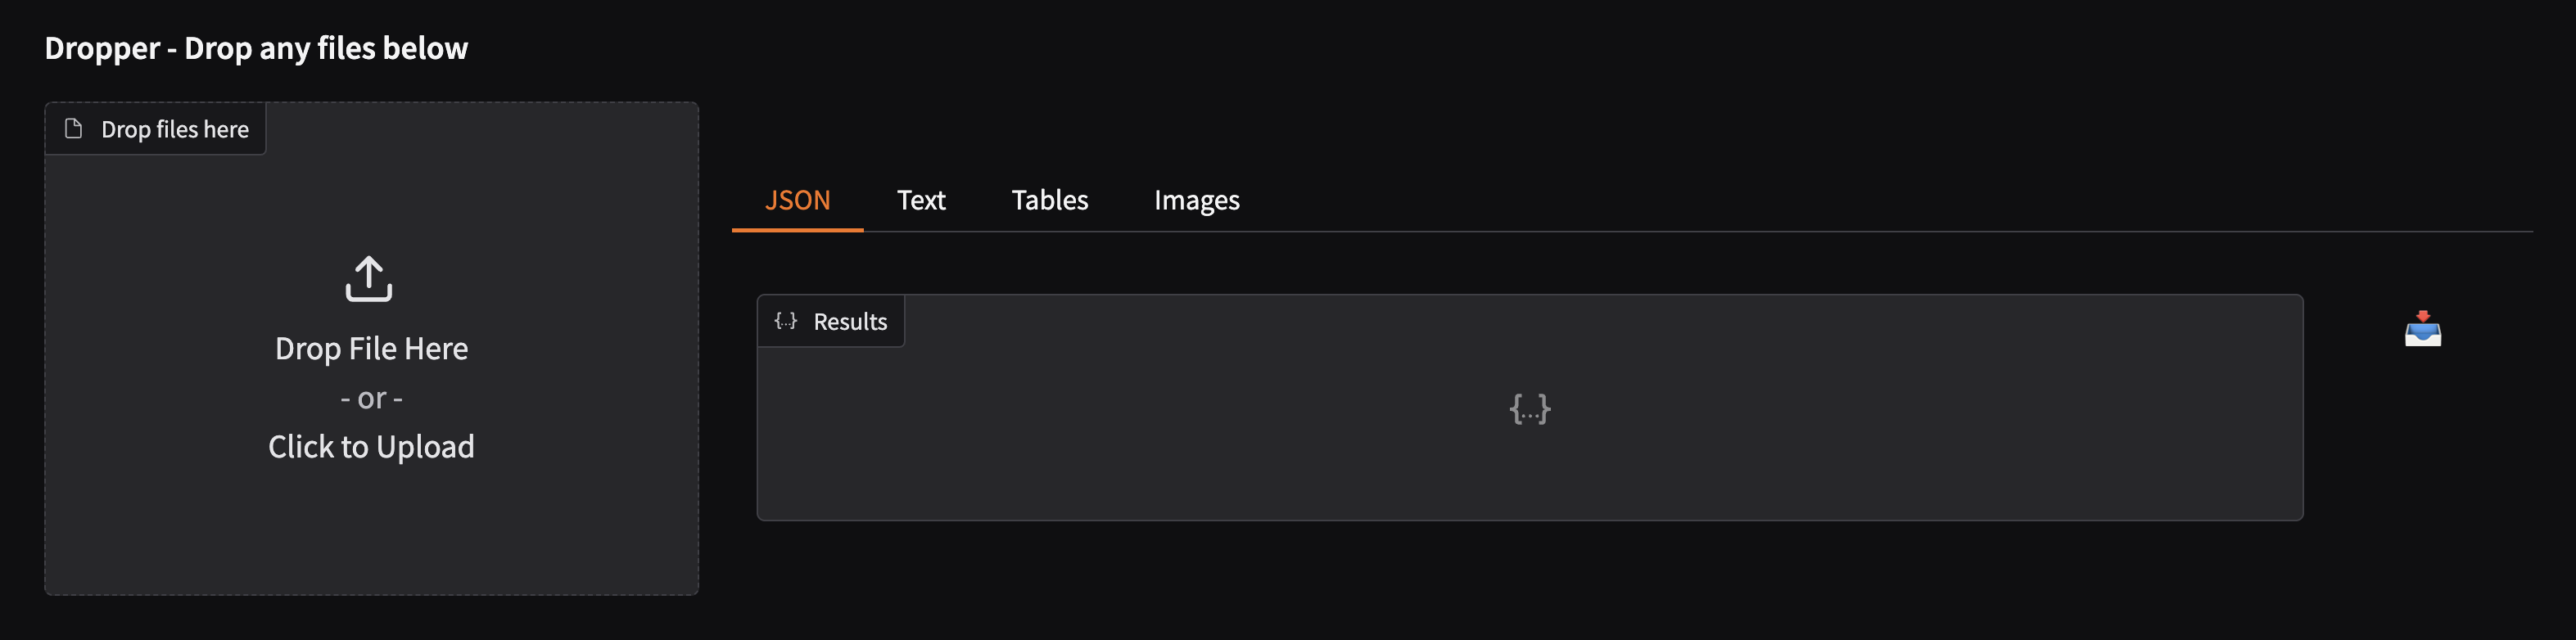 Dropper - Drop any files below
Drop files here
Drop File Here
- or -
Click to Upload
JSON
Text
Tables
Images
{...} Results
{...}